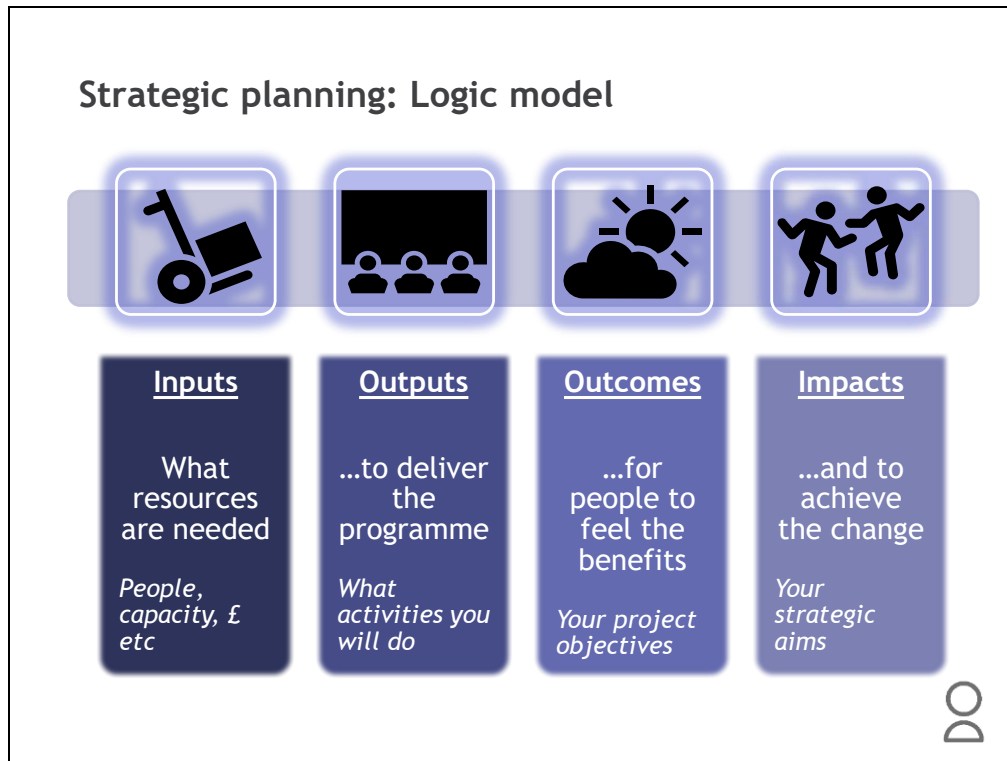 Strategic planning: Logic model
Inputs
What
resources
are needed
People,
capacity, £
etc
Outputs
…to deliver
the
programme
What
activities you
will do
Outcomes
…for
people to
feel the
benefits
Your project
objectives
Impacts
…and to
achieve
the change
Your
strategic
aims